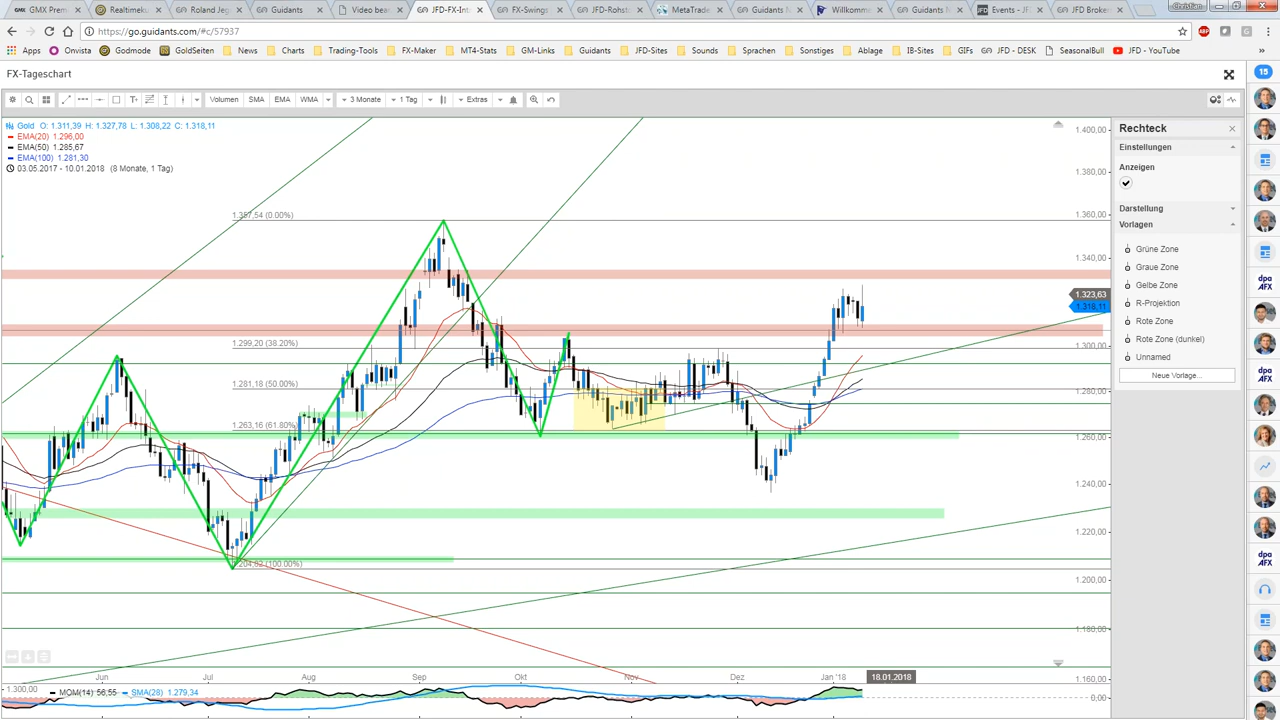 GMX Prem
Realtimeku
Roland Jeg
Guidants
Video bear
JFD-FX-Int
FX-Swing
JFD-Rohst
MetaTrade
Guidants
Willkomm
Guidants
Events - JF
JFD Broke
Christian
https://go.guidants.com/#c/57937
Apps Onvista Godmode GoldSeiten News Charts Trading-Tools FX-Maker MT4-Stats GM-Lines Guidants JFD-Sites Sounds Sprachen Sonstiges Ablage IB-Sites GIFs JFD - DESK SeasonalBull JFD - YouTube
FX-Tageschart
15
Volumen SMA EMA WMA 3 Monate 1 Tag Extras
Gold O: 1.311,39 H: 1.327,78 L: 1.308,22 C: 1.318,11
EMA(20) 1.296,00
EMA(50) 1.285,67
EMA(100) 1.281,30
03.05.2017 - 10.01.2018 (8 Monate, 1 Tag)
1.357,54 (0.00%)
1.299,20 (38.20%)
1.281,18 (50.00%)
1.263,16 (61.80%)
1.204,82 (100.00%)
1.400,00
1.380,00
1.360,00
1.340,00
1.323,63
1.318,11
1.300,00
1.280,00
1.260,00
1.240,00
1.220,00
1.200,00
1.180,00
1.160,00
0.00
Jun Jul Aug Sep Okt Nov Dez Jan '18 18.01.2018
1.300,00 MOM(14) 56,55 SMA(28) 1.279,34
Rechteck
Einstellungen
Anzeigen
Darstellung
Vorlagen
Grüne Zone
Graue Zone
Gelbe Zone
R-Projektion
Rote Zone
Rote Zone (dunkel)
Unnamed
Neue Vorlage...
dpa
AFX
dpa
AFX
dpa
AFX